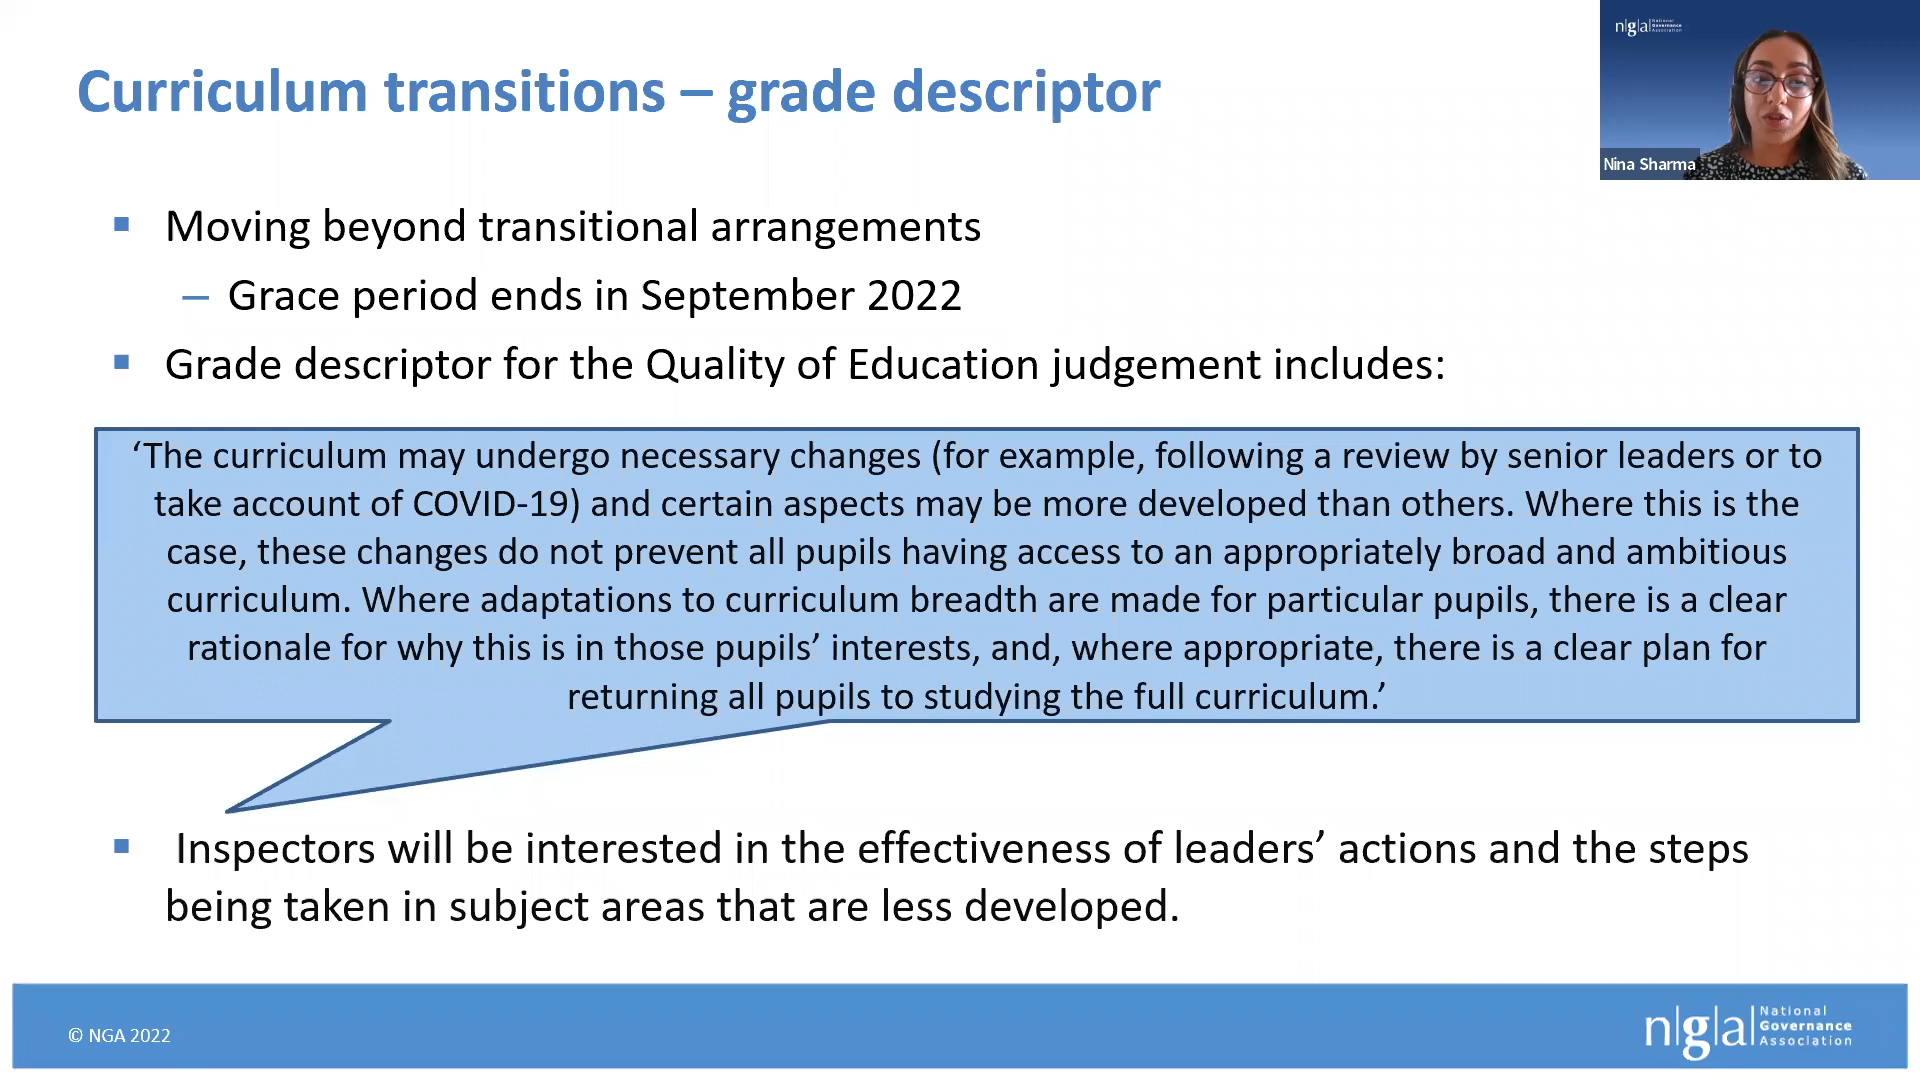 Curriculum transitions – grade descriptor
n|g|a National Governance Association
Nina Sharma
Moving beyond transitional arrangements
– Grace period ends in September 2022
Grade descriptor for the Quality of Education judgement includes:
‘The curriculum may undergo necessary changes (for example, following a review by senior leaders or to
take account of COVID-19) and certain aspects may be more developed than others. Where this is the
case, these changes do not prevent all pupils having access to an appropriately broad and ambitious
curriculum. Where adaptations to curriculum breadth are made for particular pupils, there is a clear
rationale for why this is in those pupils’ interests, and, where appropriate, there is a clear plan for
returning all pupils to studying the full curriculum.’
Inspectors will be interested in the effectiveness of leaders’ actions and the steps
being taken in subject areas that are less developed.
© NGA 2022
n|g|a|
National
Governance
Association